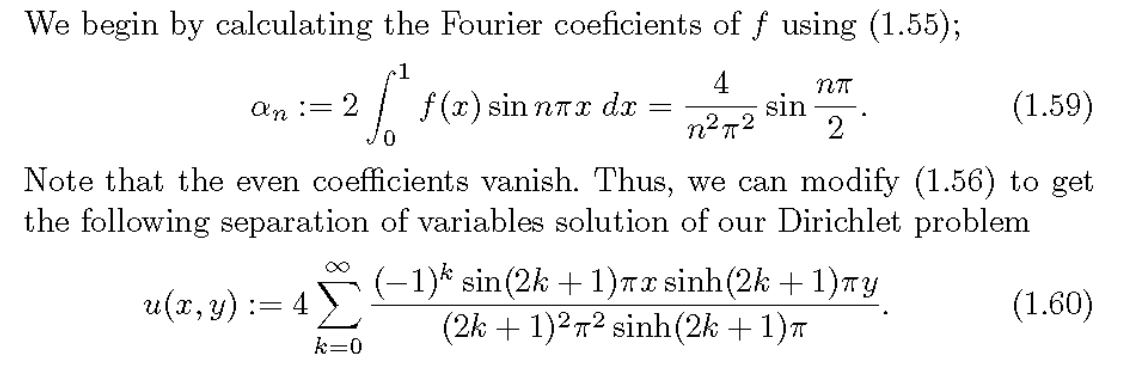 We begin by calculating the Fourier coeficients of f using (1.55);
αₙ := 2 ∫₀¹ f(x) sin nπx dx = 4/(n²π²) sin nπ/2. (1.59)
Note that the even coefficients vanish. Thus, we can modify (1.56) to get
the following separation of variables solution of our Dirichlet problem
u(x, y) := 4 ∑_{k=0}^{∞} ((−1)ᵏ sin(2k + 1)πx sinh(2k + 1)πy)/((2k + 1)²π² sinh(2k + 1)π). (1.60)